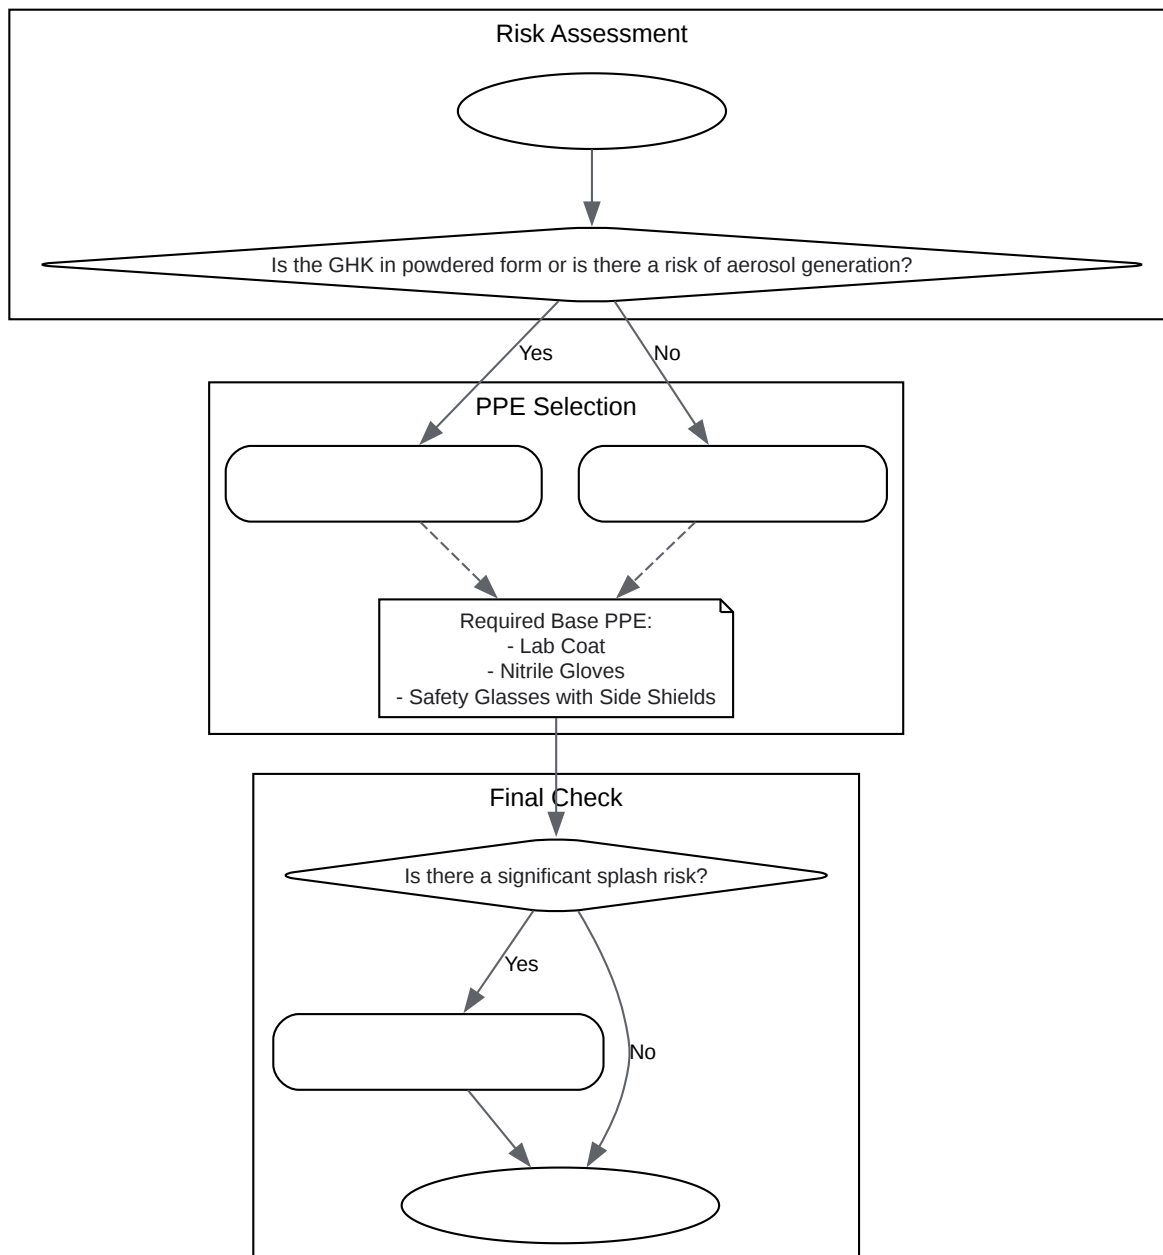 Risk Assessment
Is the GHK in powdered form or is there a risk of aerosol generation?
Yes
No
PPE Selection
Required Base PPE:
- Lab Coat
- Nitrile Gloves
- Safety Glasses with Side Shields
Final Check
Is there a significant splash risk?
Yes
No